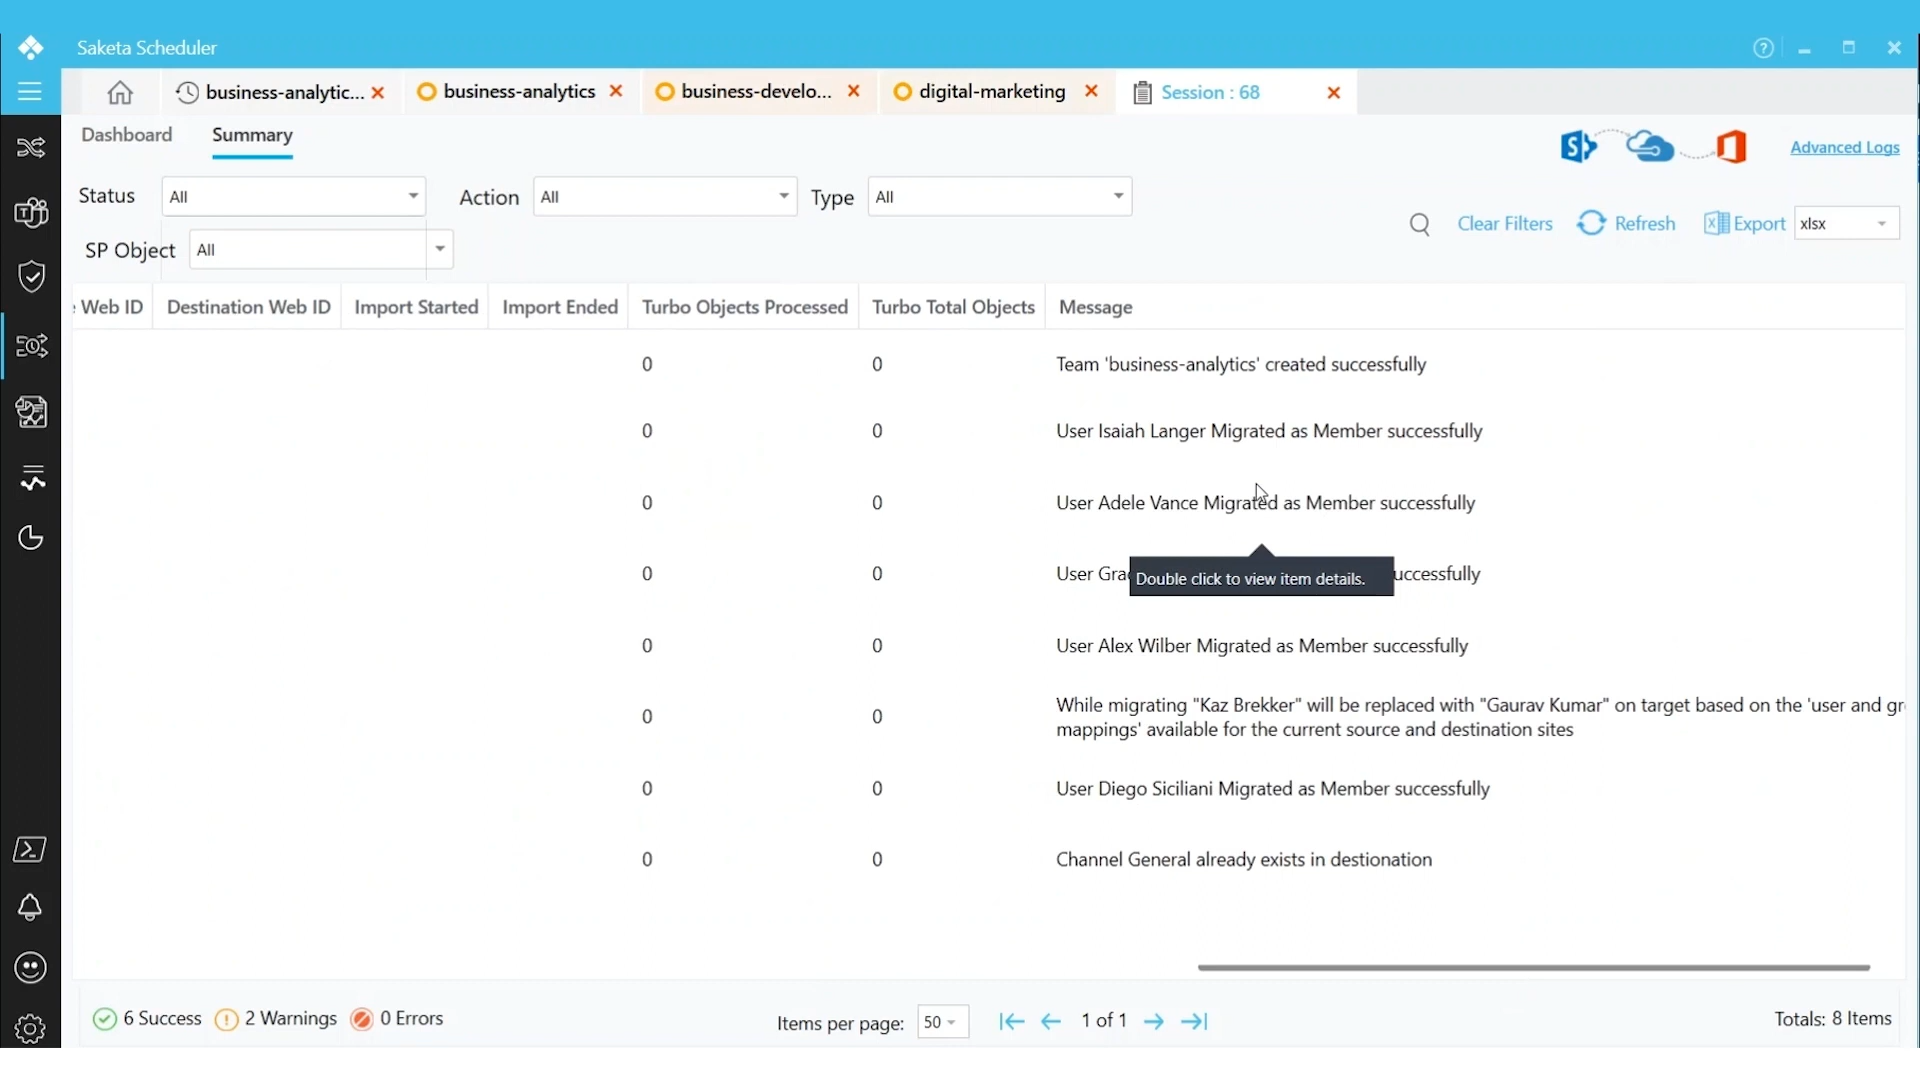 Saketa Scheduler
business-analytic...
business-analytics
business-develo...
digital-marketing
Session : 68
Dashboard
Summary
Advanced Logs
Status
All
Action
All
Type
All
SP Object
All
Clear Filters
Refresh
Export
xlsx
Web ID
Destination Web ID
Import Started
Import Ended
Turbo Objects Processed
Turbo Total Objects
Message
0 0 Team 'business-analytics' created successfully
0 0 User Isaiah Langer Migrated as Member successfully
0 0 User Adele Vance Migrated as Member successfully
0 0 User
Double click to view item details.
0 0 User Alex Wilber Migrated as Member successfully
0 0 While migrating "Kaz Brekker" will be replaced with "Gaurav Kumar" on target based on the 'user and
mappings' available for the current source and destination sites
0 0 User Diego Siciliani Migrated as Member successfully
0 0 Channel General already exists in destionation
6 Success
2 Warnings
0 Errors
Items per page:
50
1 of 1
Totals: 8 Items